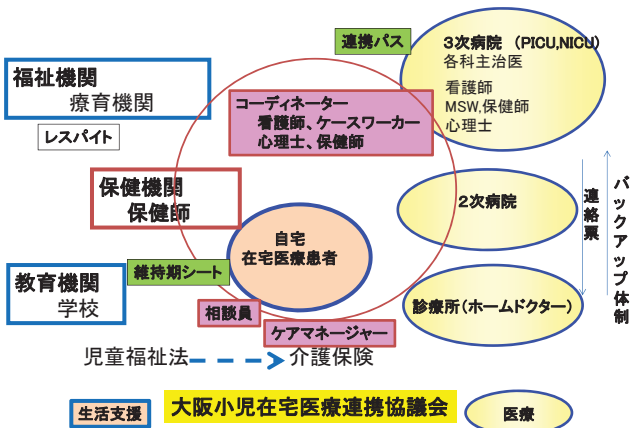 連携パス
3次病院 (PICU,NICU)
各科主治医
看護師
MSW,保健師
心理士
福祉機関
療育機関
レスパイト
コーディネーター
看護師、ケースワーカー
心理士、保健師
保健機関
保健師
自宅
在宅医療患者
2次病院
連絡票
バックアップ体制
教育機関
学校
維持期シート
相談員
ケアマネージャー
診療所(ホームドクター)
児童福祉法
介護保険
生活支援
大阪小児在宅医療連携協議会
医療